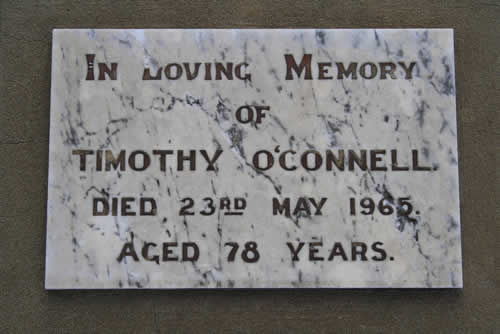 IN LOVING MEMORY
OF
TIMOTHY O'CONNELL.
DIED 23RD MAY 1965.
AGED 78 YEARS.